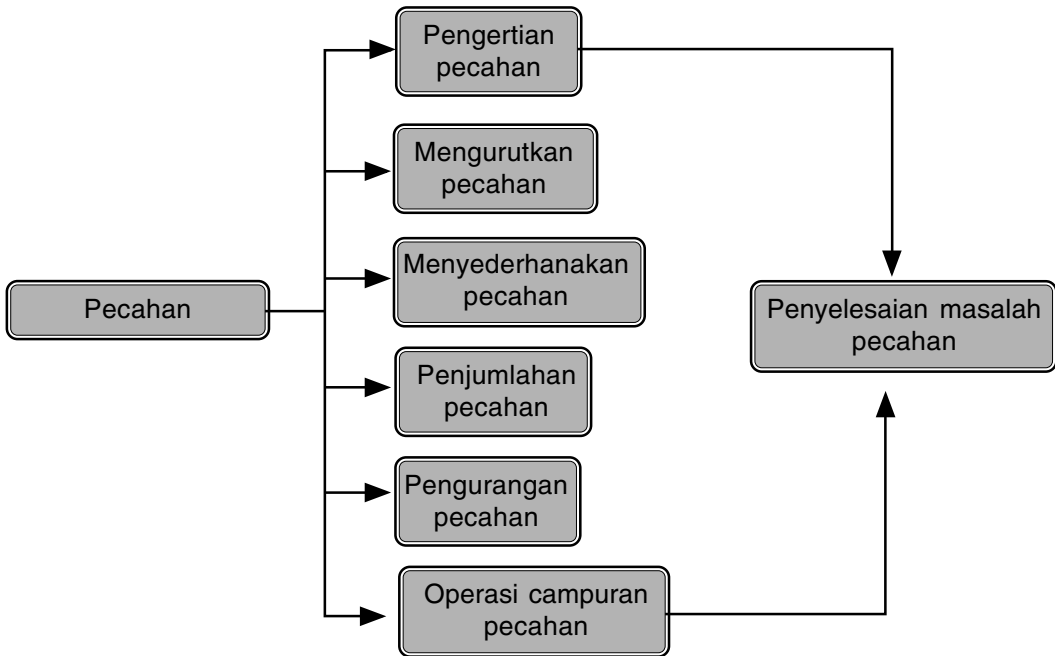 Pengertian
pecahan
Mengurutkan
pecahan
Menyederhanakan
pecahan
Pecahan
Penyelesaian masalah
pecahan
Penjumlahan
pecahan
Pengurangan
pecahan
Operasi campuran
pecahan